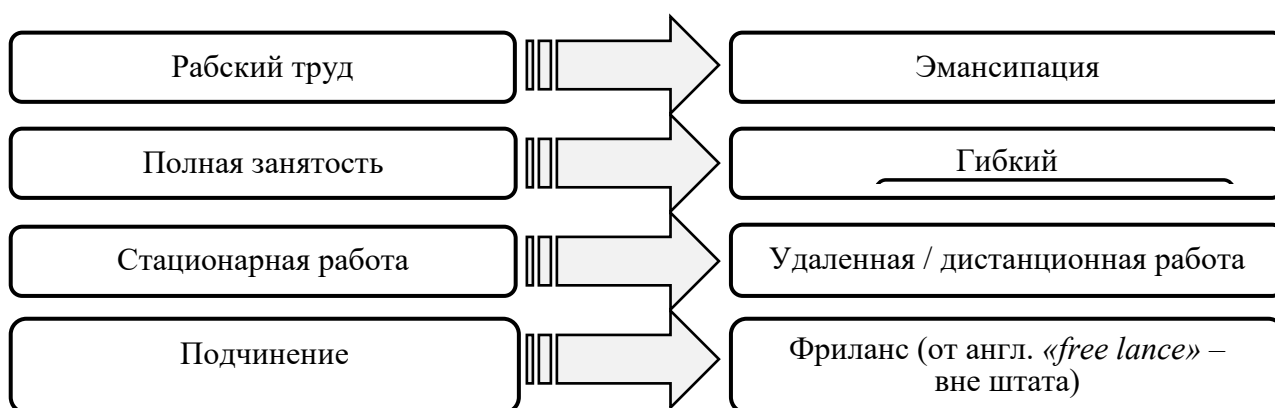 Рабский труд
Эмансипация
Полная занятость
Гибкий
Стационарная работа
Удаленная / дистанционная работа
Подчинение
Фриланс (от англ. «free lance» –
вне штата)